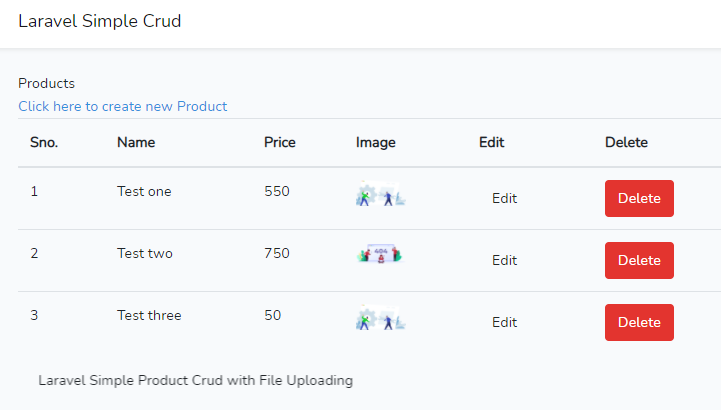 Laravel Simple Crud
Products
Click here to create new Product
Sno. Name Price Image Edit Delete
1 Test one 550 Edit Delete
2 Test two 750 404 Edit Delete
3 Test three 50 Edit Delete
Laravel Simple Product Crud with File Uploading